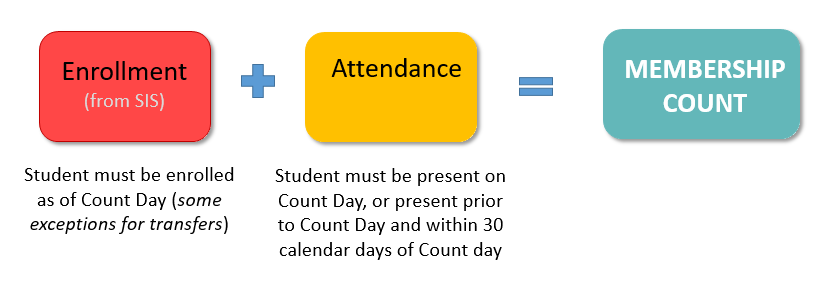 Enrollment
(from SIS)
Attendance
MEMBERSHIP
COUNT
Student must be enrolled
as of Count Day (some
exceptions for transfers)
Student must be present on
Count Day, or present prior
to Count Day and within 30
calendar days of Count day